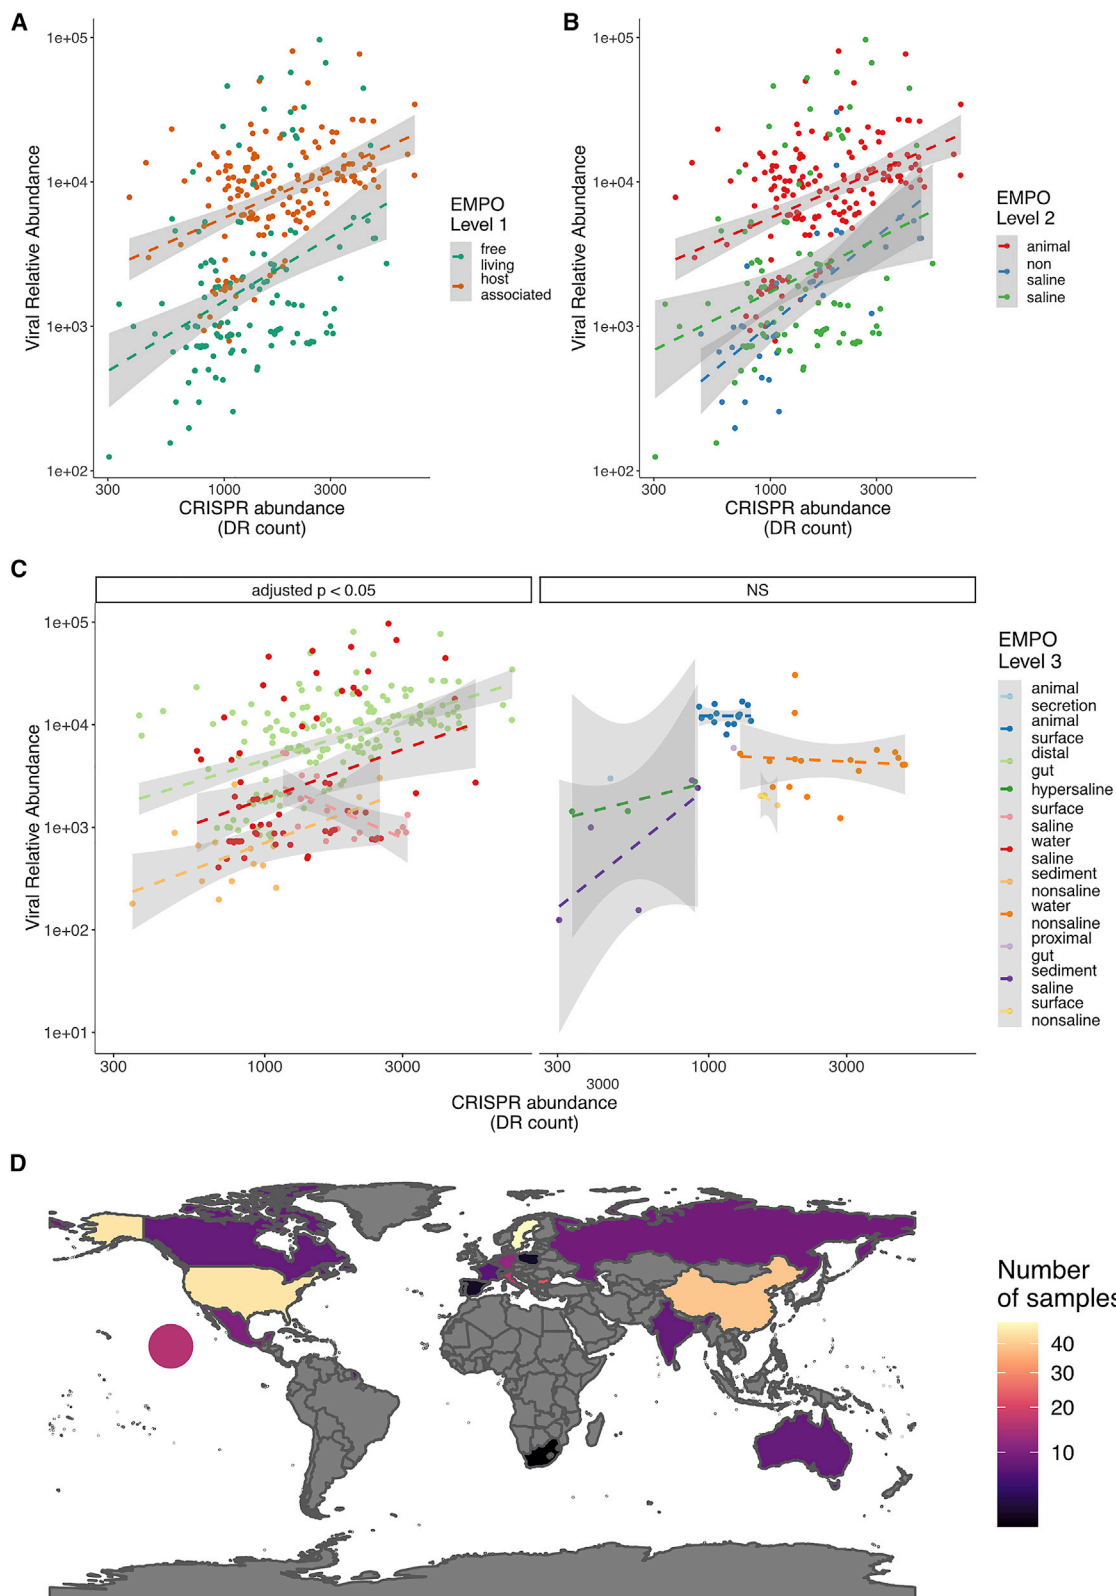 A
B
1e+05
1e+04
1e+03
1e+02
Viral Relative Abundance
300
1000
3000
CRISPR abundance
(DR count)
EMPO
Level 1
free
living
host
associated
1e+05
1e+04
1e+03
1e+02
Viral Relative Abundance
300
1000
3000
CRISPR abundance
(DR count)
EMPO
Level 2
animal
non
saline
saline
C
adjusted p < 0.05
NS
1e+05
1e+04
1e+03
1e+02
1e+01
Viral Relative Abundance
300
1000
3000
300
1000
3000
3000
CRISPR abundance
(DR count)
EMPO
Level 3
animal
secretion
animal
surface
distal
gut
hypersaline
surface
saline
water
saline
sediment
nonsaline
water
nonsaline
proximal
gut
sediment
saline
surface
nonsaline
D
Number
of samples
40
30
20
10